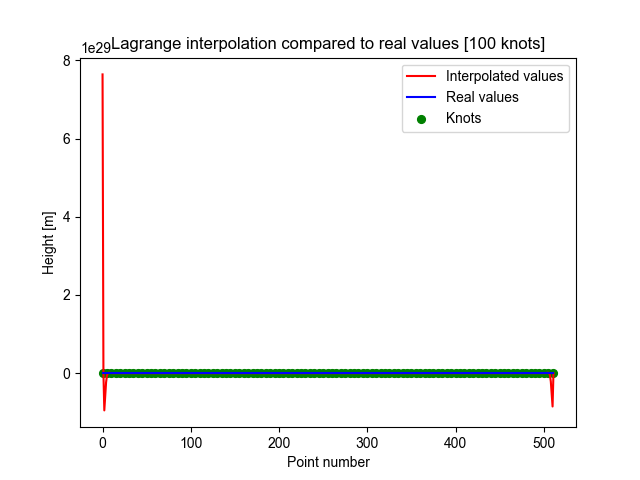 Lagrange interpolation compared to real values [100 knots]
1e29
8
6
4
2
0
Height [m]
Interpolated values
Real values
Knots
0 100 200 300 400 500
Point number